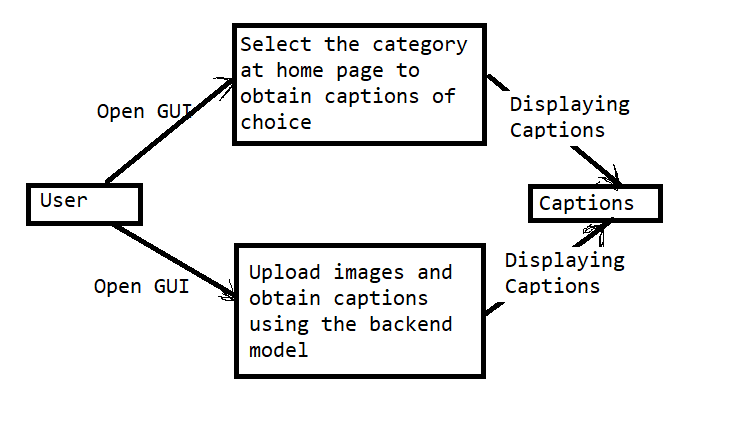 Select the category
at home page to
obtain captions of
choice
Open GUI
Displaying
Captions
User
Captions
Open GUI
Upload images and
obtain captions
using the backend
model
Displaying
Captions